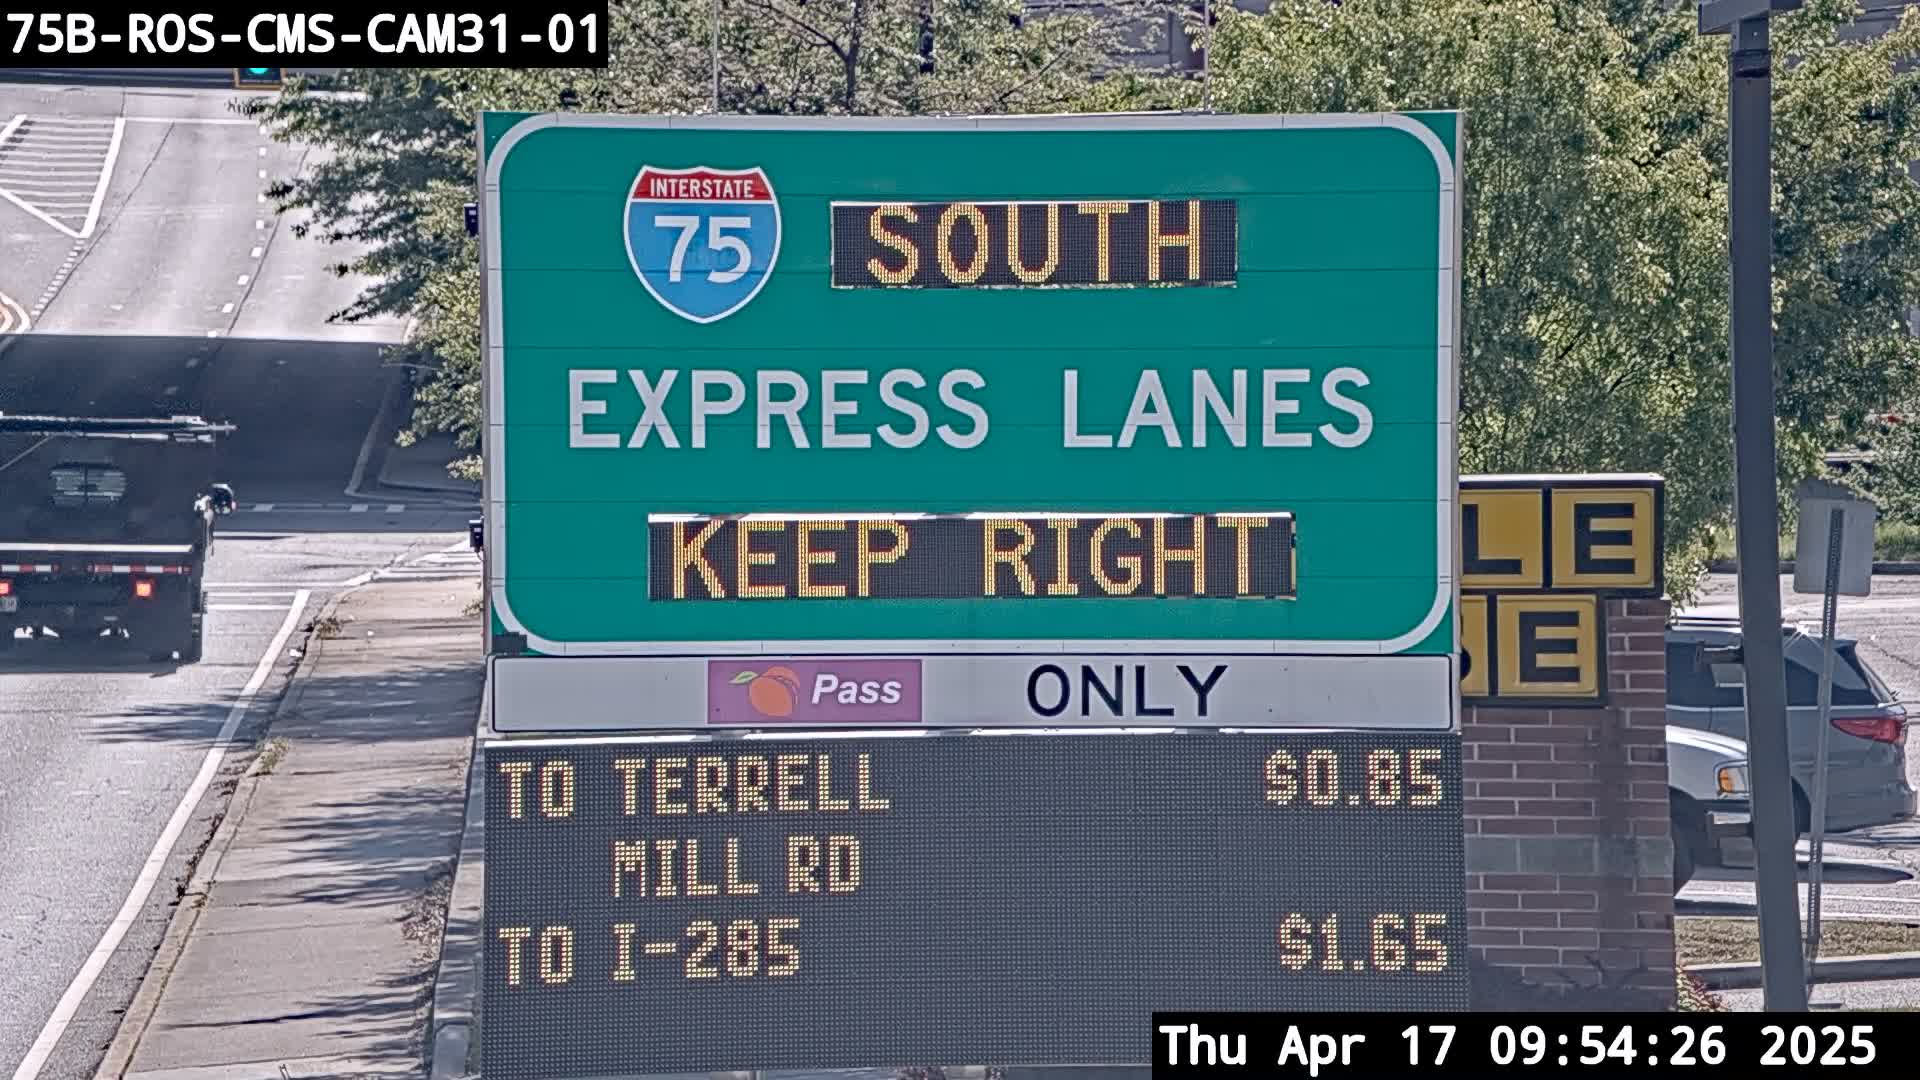 75B-ROS-CMS-CAM31-01
INTERSTATE
75
SOUTH
EXPRESS LANES
KEEP RIGHT
LE
E
Pass ONLY
TO TERRELL $0.85
MILL RD
TO I-285 $1.65
Thu Apr 17 09:54:26 2025